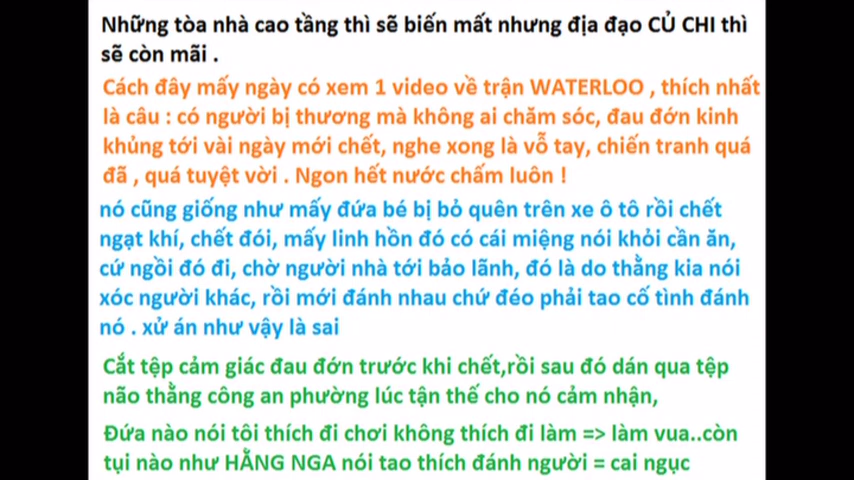 Những tòa nhà cao tầng thì sẽ biến mất nhưng địa đạo CỦ CHI thì
sẽ còn mãi .
Cách đây mấy ngày có xem 1 video về trận WATERLOO , thích nhất
là câu : có người bị thương mà không ai chăm sóc, đau đớn kinh
khủng tới vài ngày mới chết, nghe xong là vỗ tay, chiến tranh quá
đã , quá tuyệt vời . Ngon hết nước chấm luôn !
nó cũng giống như mấy đứa bé bị bỏ quên trên xe ô tô rồi chết
ngạt khí, chết đói, mấy linh hồn đó có cái miệng nói khỏi cần ăn,
cứ ngồi đó đi, chờ người nhà tới bảo lãnh, đó là do thằng kia nói
xóc người khác, rồi mới đánh nhau chứ đéo phải tao cố tình đánh
nó . xử án như vậy là sai
Cắt tệp cảm giác đau đớn trước khi chết,rồi sau đó dán qua tệp
não thằng công an phường lúc tận thế cho nó cảm nhận,
Đứa nào nói tôi thích đi chơi không thích đi làm => làm vua..còn
tụi nào như HẰNG NGA nói tao thích đánh người = cai ngục